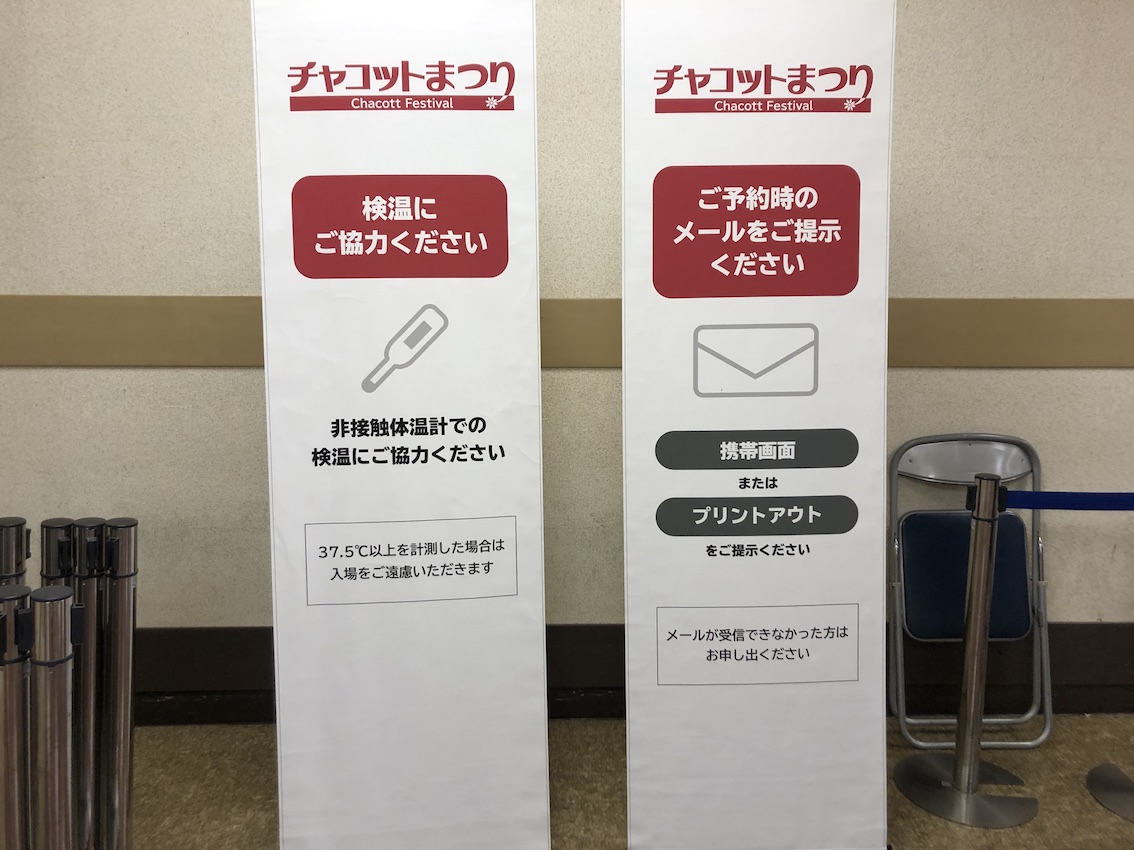 チャコットまつり
Chacott Festival
検温に
ご協力ください
非接触体温計での
検温にご協力ください
37.5℃以上を計測した場合は
入場をご遠慮いただきます
チャコットまつり
Chacott Festival
ご予約時の
メールをご提示
ください
携帯画面
または
プリントアウト
をご提示ください
メールが受信できなかった方は
お申し出ください